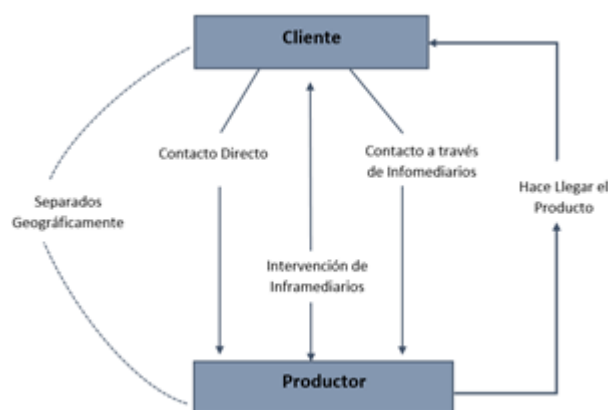 Cliente
Contacto Directo
Contacto a través
de Infomediarios
Hace Llegar el
Producto
Separados
Geográficamente
Intervención de
Inframediarios
Productor